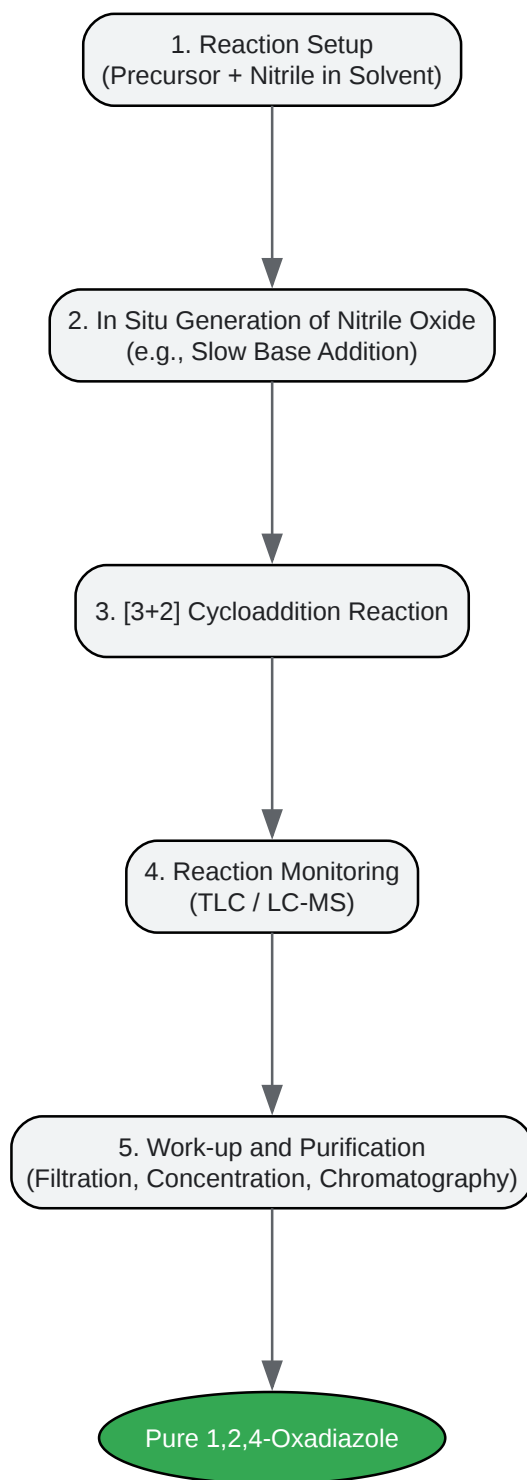 1. Reaction Setup
(Precursor + Nitrile in Solvent)
2. In Situ Generation of Nitrile Oxide
(e.g., Slow Base Addition)
3. [3+2] Cycloaddition Reaction
4. Reaction Monitoring
(TLC / LC-MS)
5. Work-up and Purification
(Filtration, Concentration, Chromatography)
Pure 1,2,4-Oxadiazole